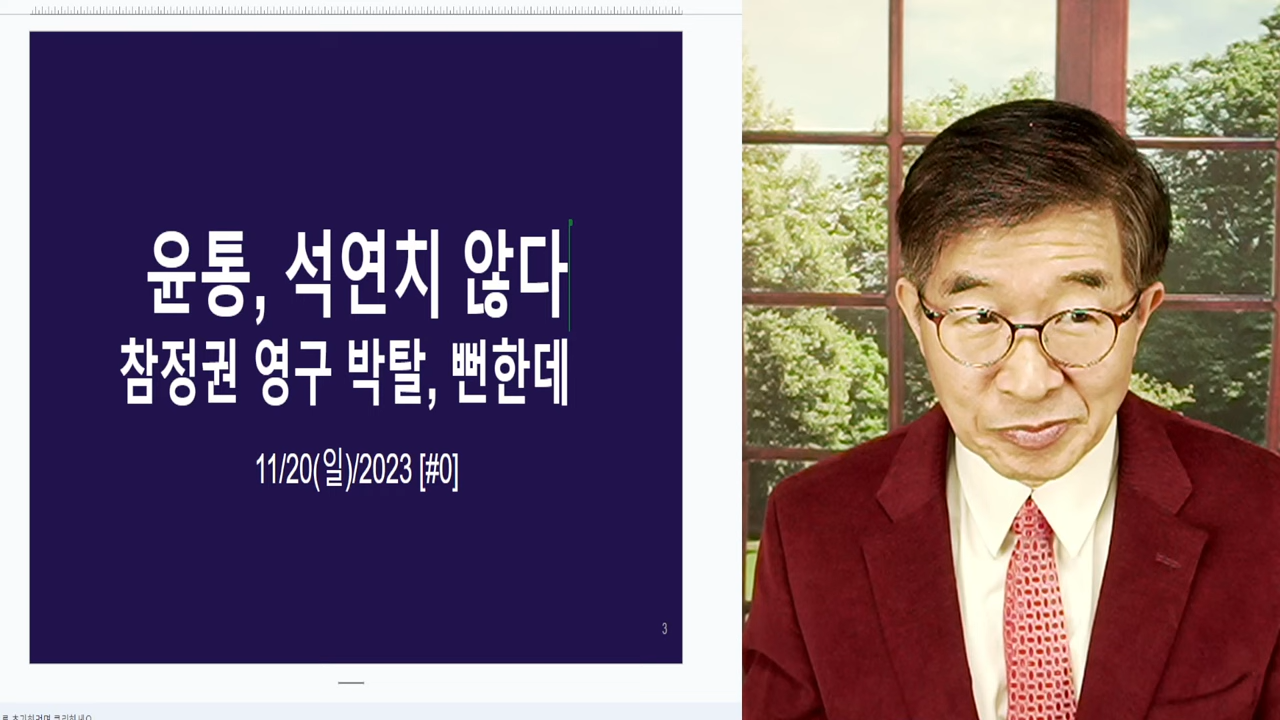 윤통, 석연치 않다
참정권 영구 박탈, 뻔한데
11/20(일)/2023 [#0]
3